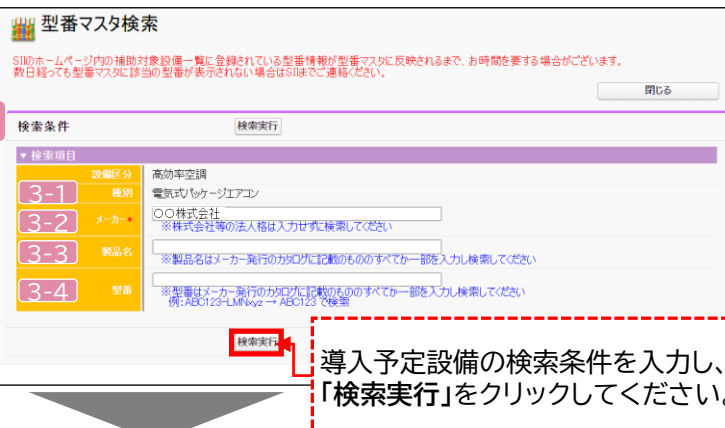 型番マスタ検索
SIIのホームページ内の補助対象設備一覧に登録されている型番情報が型番マスタに反映されるまで、お時間を要する場合がございます。
数日経っても型番マスタに該当の型番が表示されない場合はSIIまでご連絡ください。
閉じる
検索条件
検索実行
▼検索項目
設備区分 高効率空調
3-1 種別 電気式パッケージエアコン
3-2 メーカー* 〇〇株式会社
※株式会社等の法人格は入力せずに検索してください
3-3 製品名
※製品名はメーカー発行のカタログに記載のもののすべてか一部を入力し検索してください
3-4 型番
※型番はメーカー発行のカタログに記載のもののすべてか一部を入力し検索してください
例:ABC123-LMNxyz → ABC123 で検索
検索実行
導入予定設備の検索条件を入力し、
「検索実行」をクリックしてください。